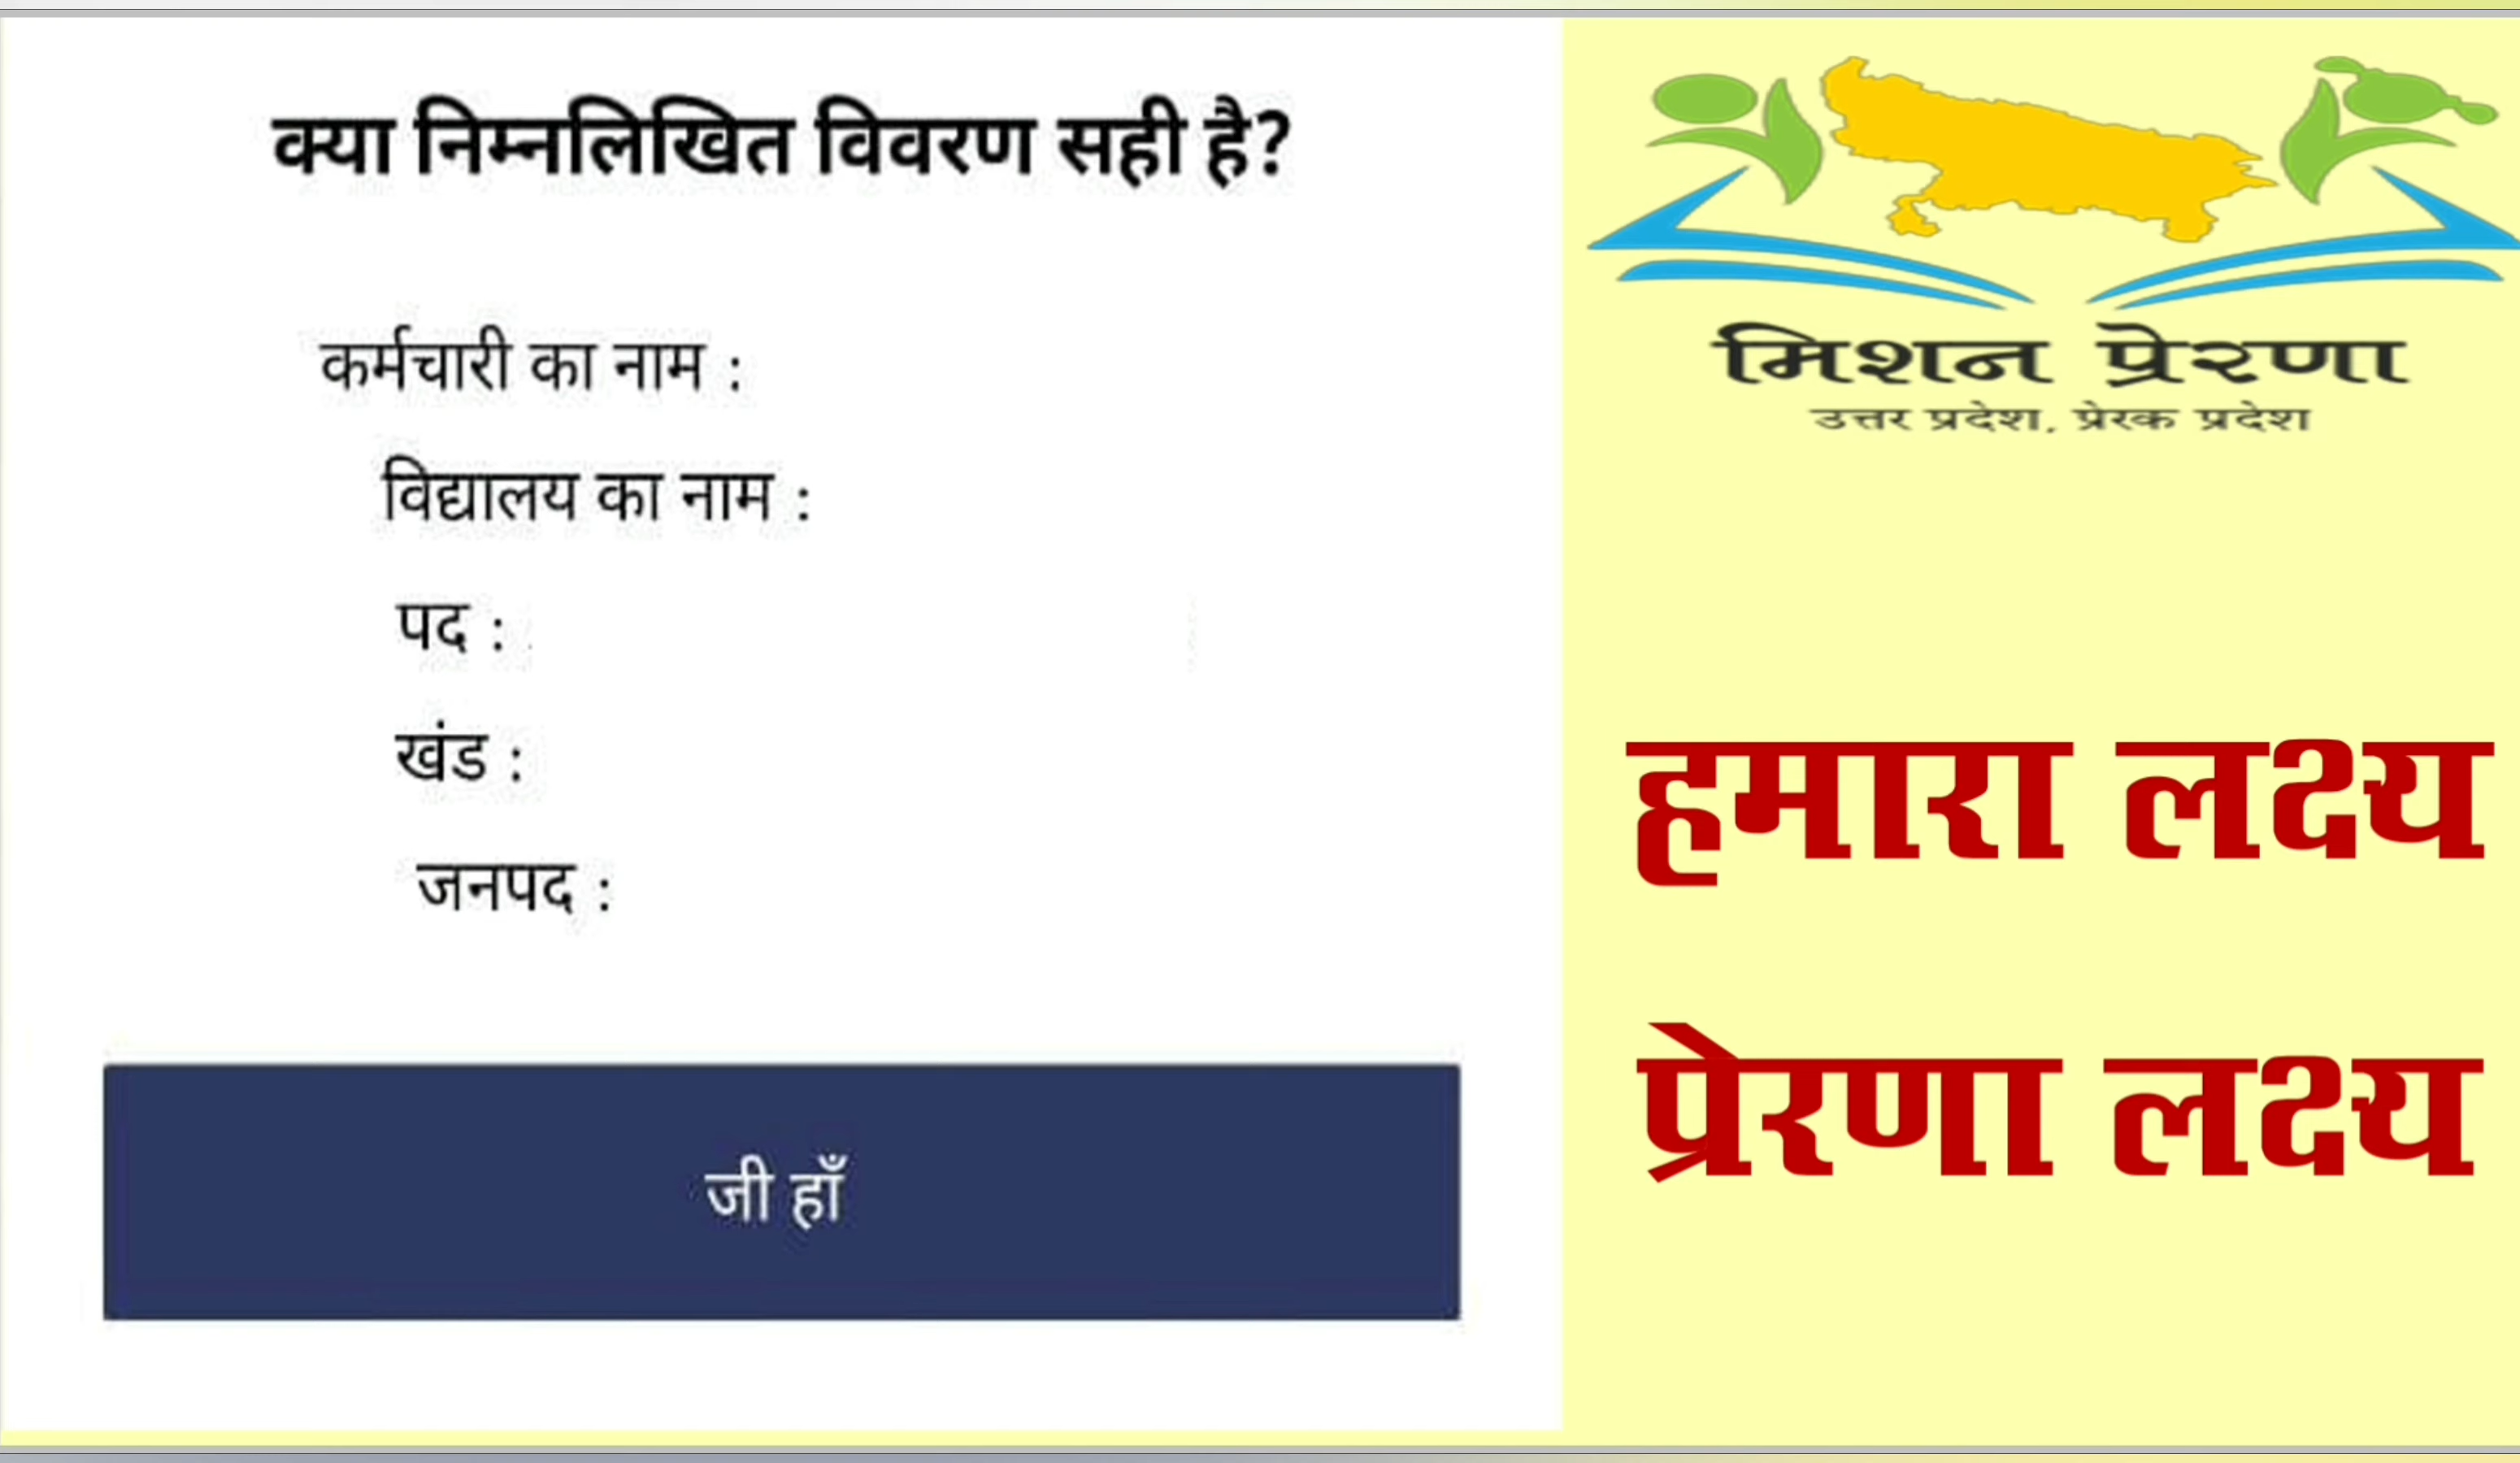 क्या निम्नलिखित विवरण सही है?
कर्मचारी का नाम :
विद्यालय का नाम :
पद :
खंड :
जनपद :
जी हाँ
मिशन प्रेरणा
उत्तर प्रदेश, प्रेरक प्रदेश
हमारा लक्ष्य
प्रेरणा लक्ष्य